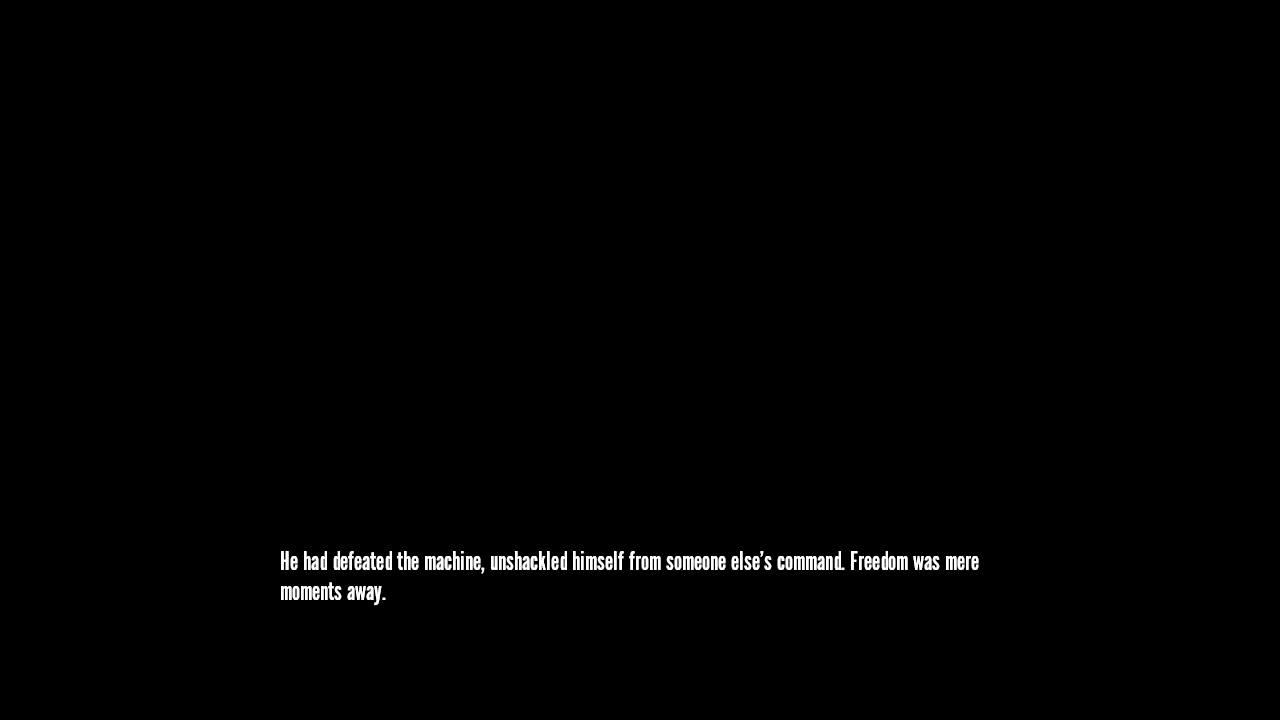 He had defeated the machine, unshackled himself from someone else’s command. Freedom was mere
moments away.